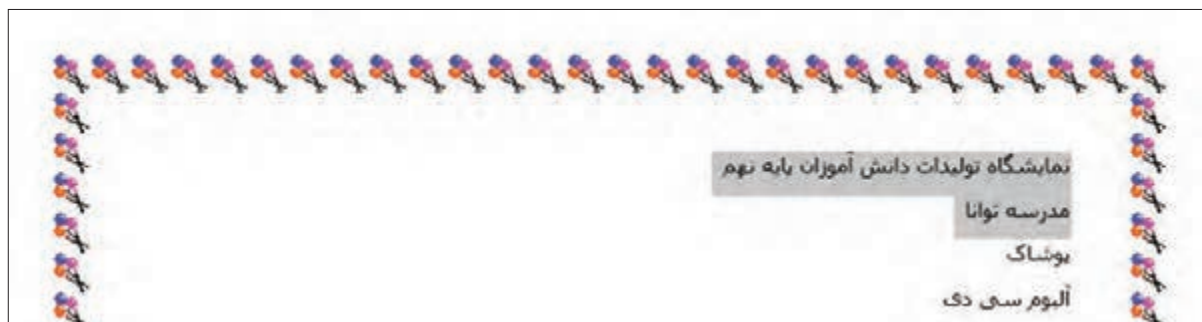 نمایشگاه تولیدات دانش آموزان پایه نهم
مدرسه توانا
پوشاک
آلبوم سی دی